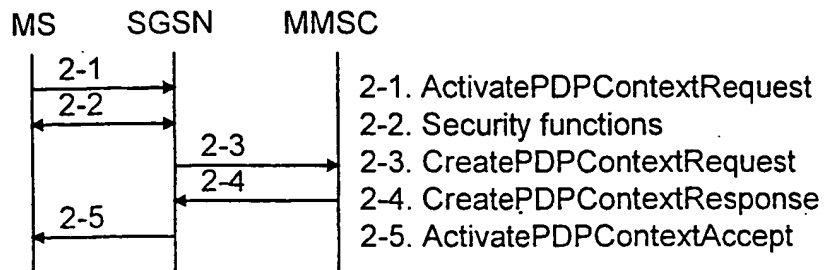 MS SGSN MMSC
2-1
2-2
2-3
2-4
2-5
2-1. ActivatePDPContextRequest
2-2. Security functions
2-3. CreatePDPContextRequest
2-4. CreatePDPContextResponse
2-5. ActivatePDPContextAccept